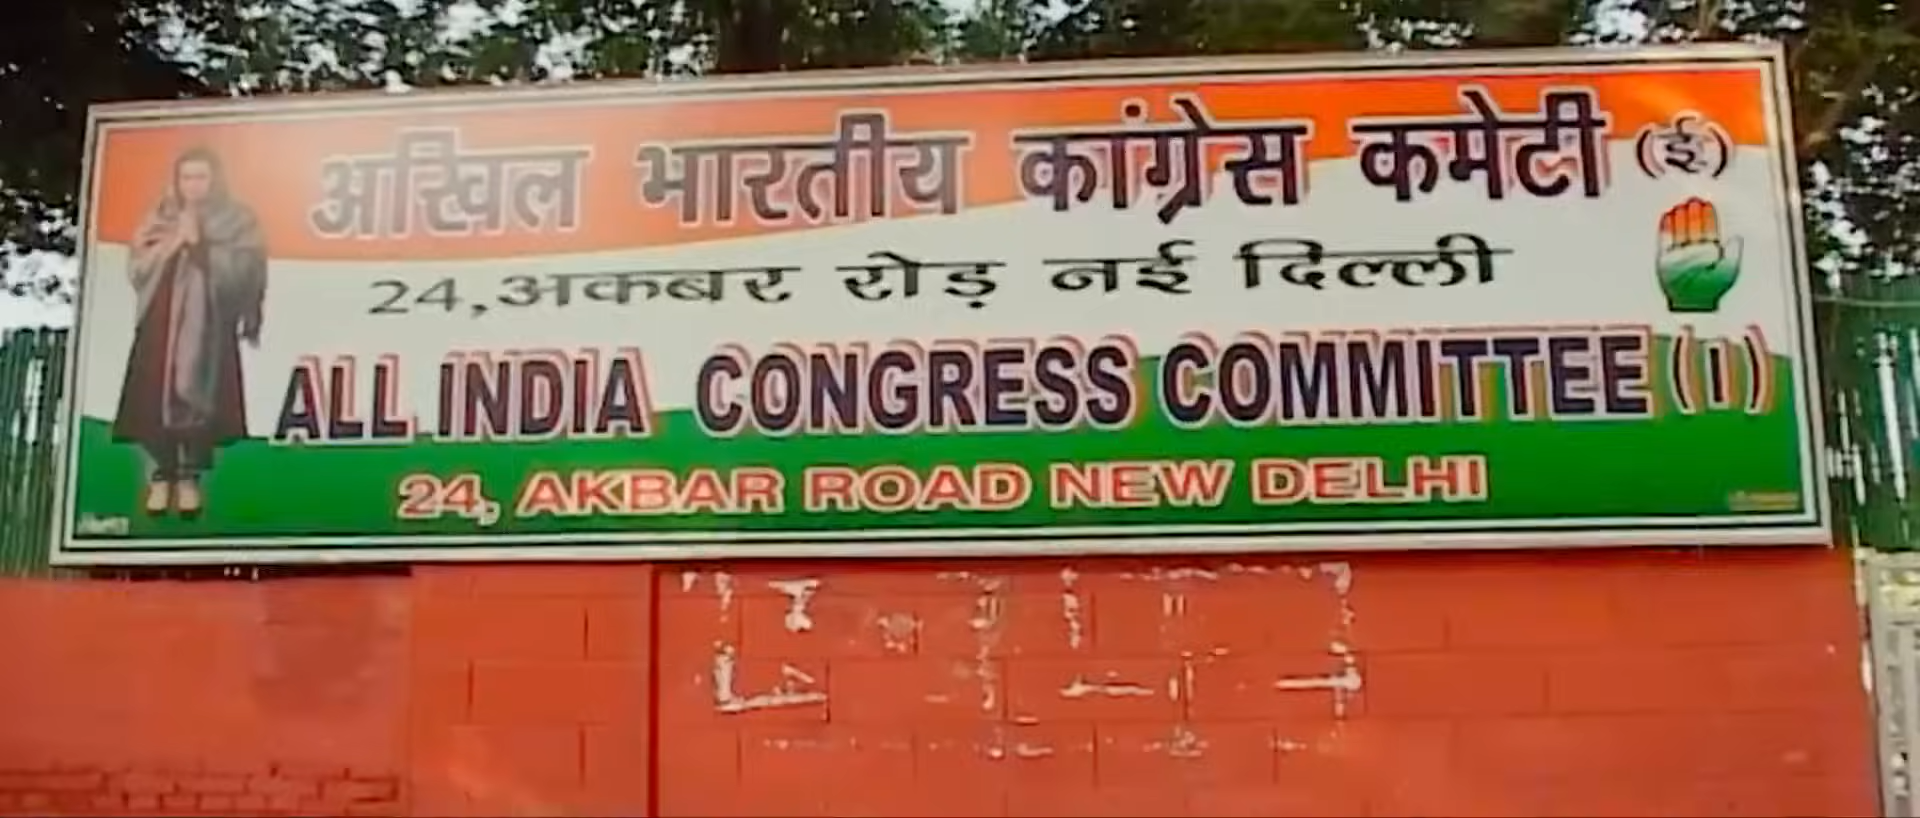 अखिल भारतीय कांग्रेस कमेटी (ई)
24,अकबर रोड़ नई दिल्ली
ALL INDIA CONGRESS COMMITTEE (I)
24, AKBAR ROAD NEW DELHI